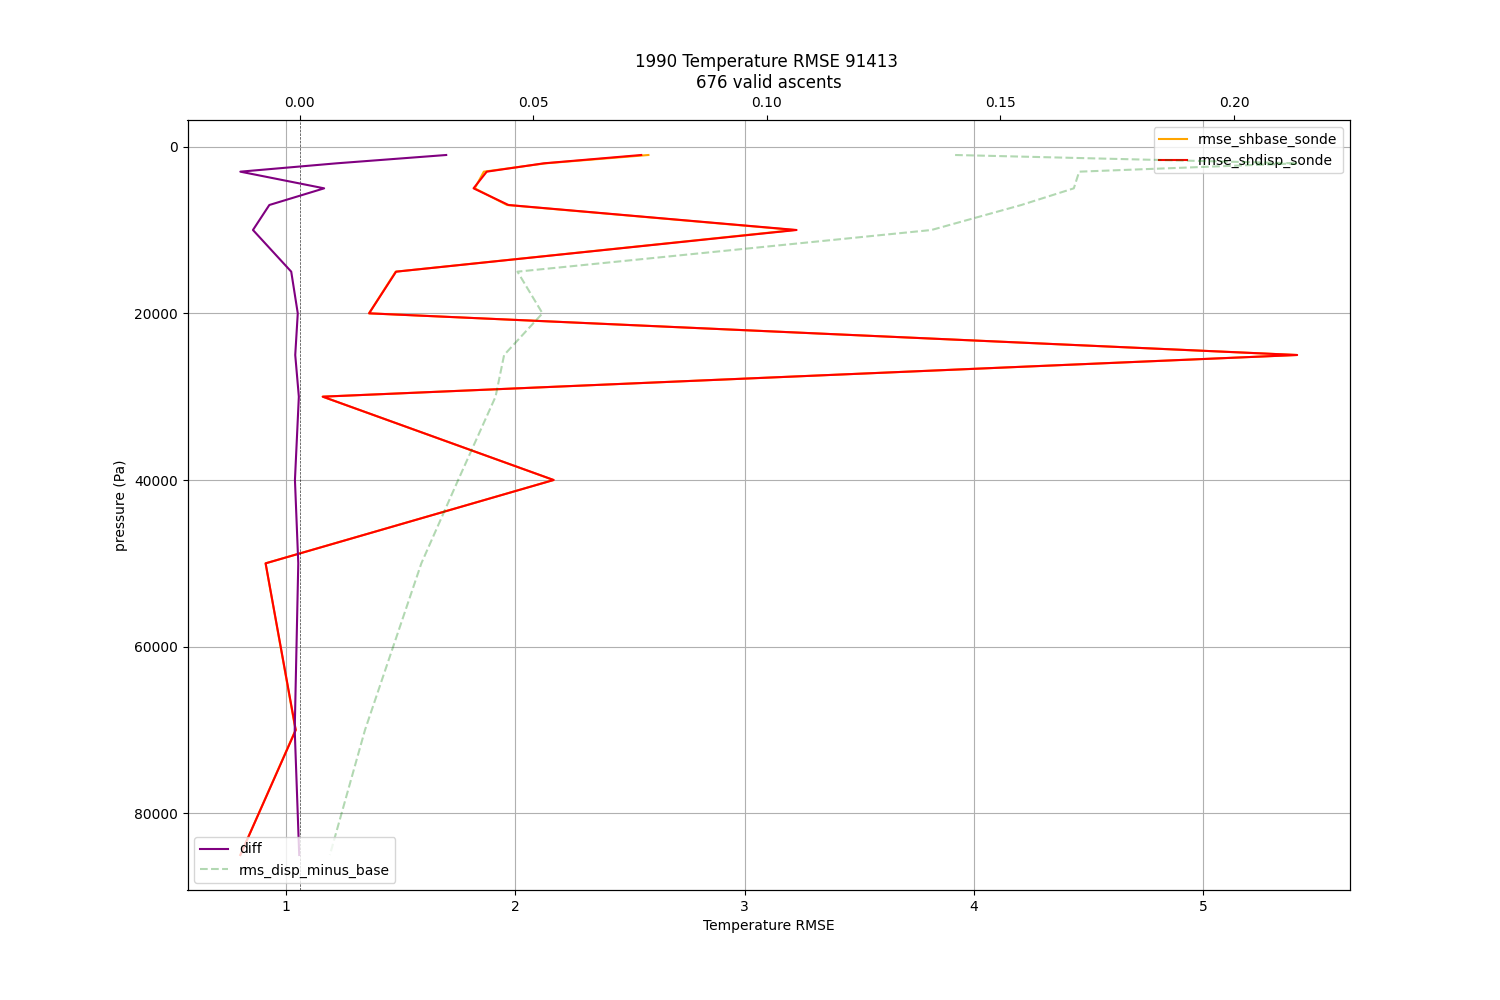 1990 Temperature RMSE 91413
676 valid ascents
0.00 0.05 0.10 0.15 0.20
rmse_shbase_sonde
rmse_shdisp_sonde
0
20000
40000
60000
80000
pressure (Pa)
diff
rms_disp_minus_base
1 2 3 4 5
Temperature RMSE